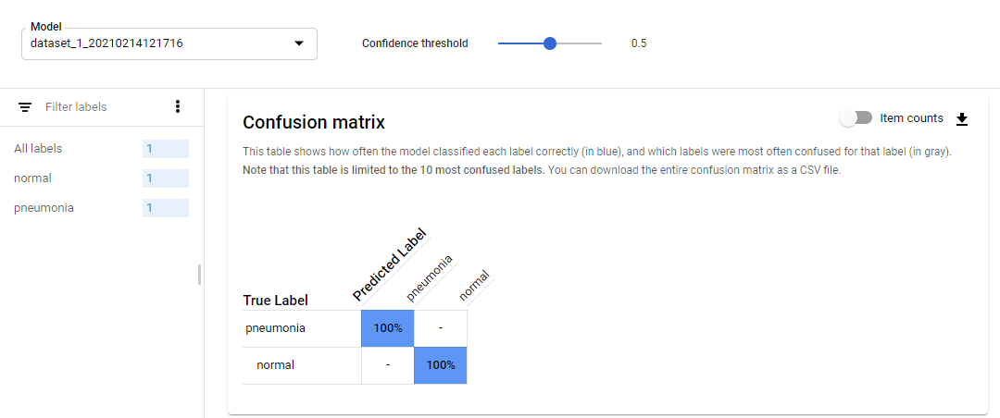 Model
dataset_1_20210214121716
Confidence threshold
0.5
Filter labels
All labels 1
normal 1
pneumonia 1
Confusion matrix
Item counts
This table shows how often the model classified each label correctly (in blue), and which labels were most often confused for that label (in gray).
Note that this table is limited to the 10 most confused labels. You can download the entire confusion matrix as a CSV file.
True Label
Predicted Label
pneumonia
normal
pneumonia 100% -
normal - 100%